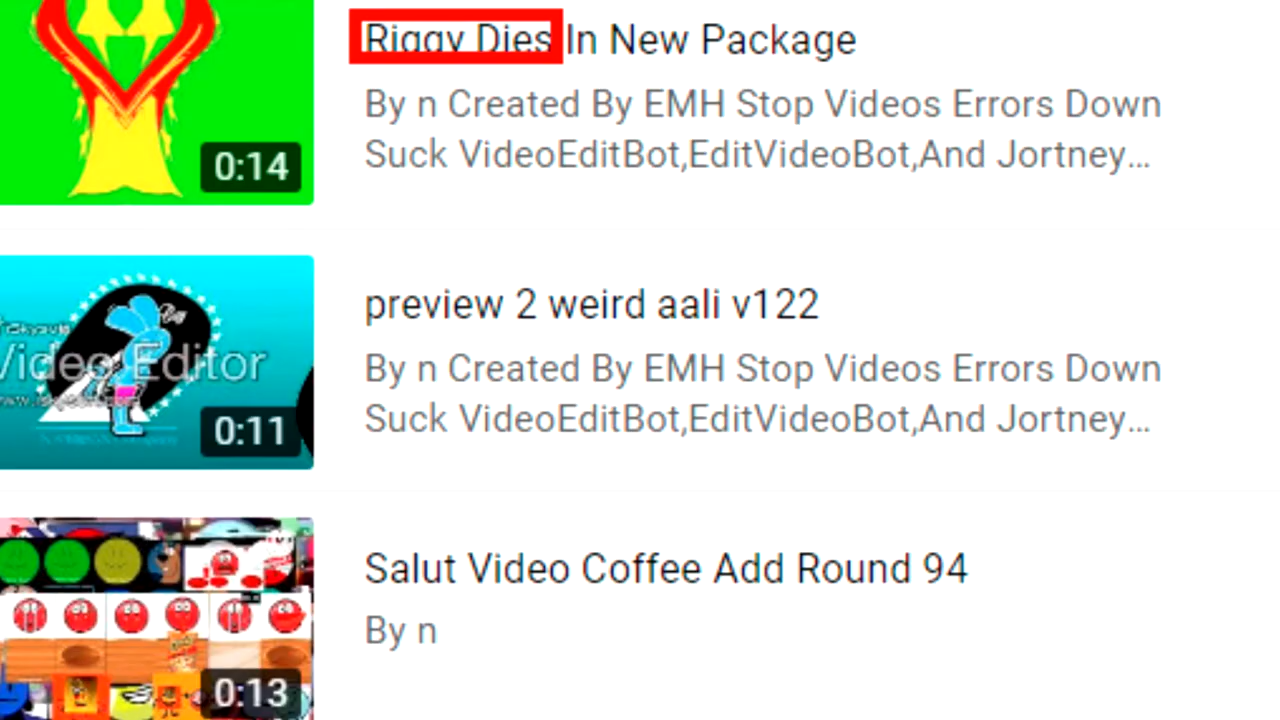 Riggy Dies In New Package
By n Created By EMH Stop Videos Errors Down
Suck VideoEditBot,EditVideoBot,And Jortney…
0:14
preview 2 weird aali v122
By n Created By EMH Stop Videos Errors Down
Suck VideoEditBot,EditVideoBot,And Jortney…
Video Editor
0:11
Salut Video Coffee Add Round 94
By n
0:13